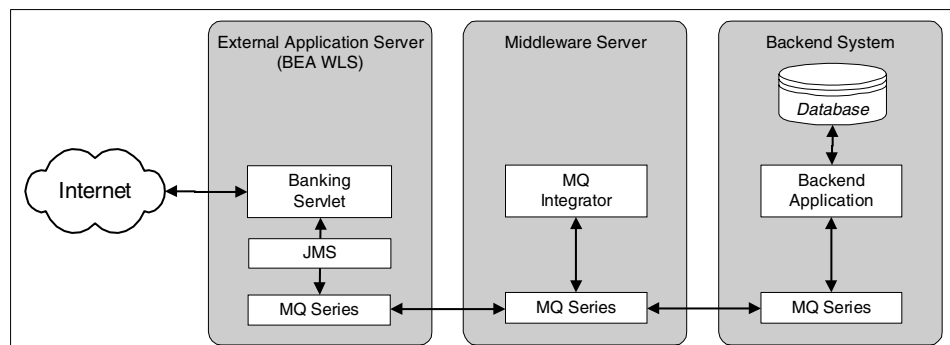 External Application Server
(BEA WLS)
Middleware Server
Backend System
Database
Internet
Banking
Servlet
MQ
Integrator
Backend
Application
JMS
MQ Series
MQ Series
MQ Series